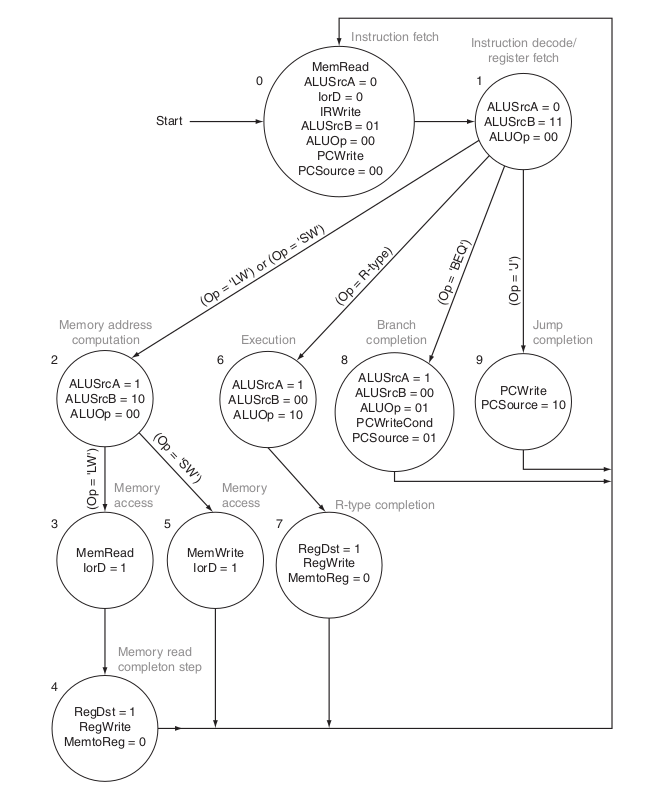 Instruction fetch
0
MemRead
ALUSrcA = 0
IorD = 0
IRWrite
ALUSrcB = 01
ALUOp = 00
PCWrite
PCSource = 00
Start
Instruction decode/
register fetch
1
ALUSrcA = 0
ALUSrcB = 11
ALUOp = 00
(Op = 'LW') or (Op = 'SW')
(Op = R-type)
(Op = 'BEQ')
(Op = 'J')
Memory address
computation
2
ALUSrcA = 1
ALUSrcB = 10
ALUOp = 00
Execution
6
ALUSrcA = 1
ALUSrcB = 00
ALUOp = 10
Branch
completion
8
ALUSrcA = 1
ALUSrcB = 00
ALUOp = 01
PCWriteCond
PCSource = 01
Jump
completion
9
PCWrite
PCSource = 10
(Op = 'LW')
(Op = 'SW')
Memory
access
3
MemRead
IorD = 1
Memory
access
5
MemWrite
IorD = 1
R-type completion
7
RegDst = 1
RegWrite
MemtoReg = 0
Memory read
completon step
4
RegDst = 1
RegWrite
MemtoReg = 0